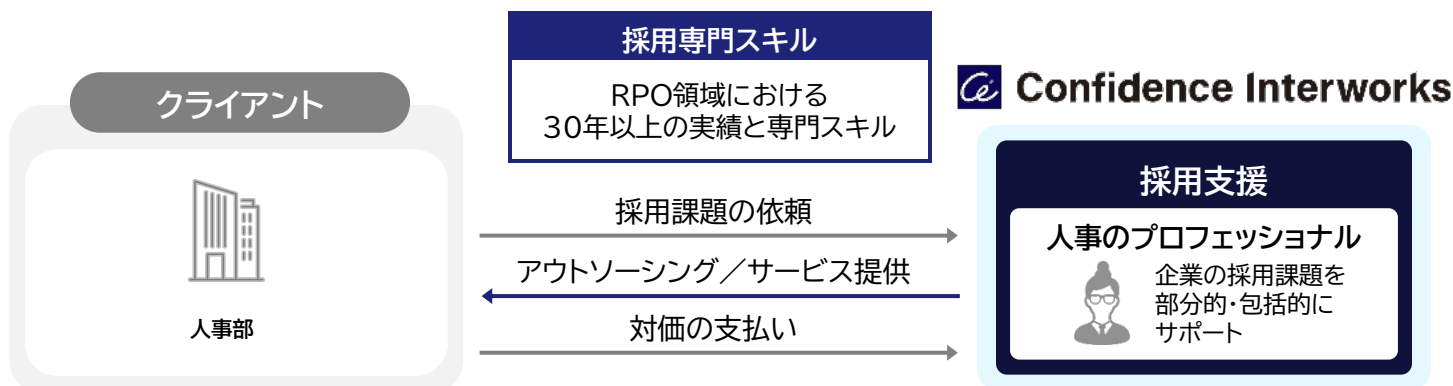 クライアント
人事部
採用専門スキル
RPO領域における
30年以上の実績と専門スキル
採用課題の依頼
アウトソーシング／サービス提供
対価の支払い
Ci Confidence Interworks
採用支援
人事のプロフェッショナル
企業の採用課題を
部分的・包括的に
サポート